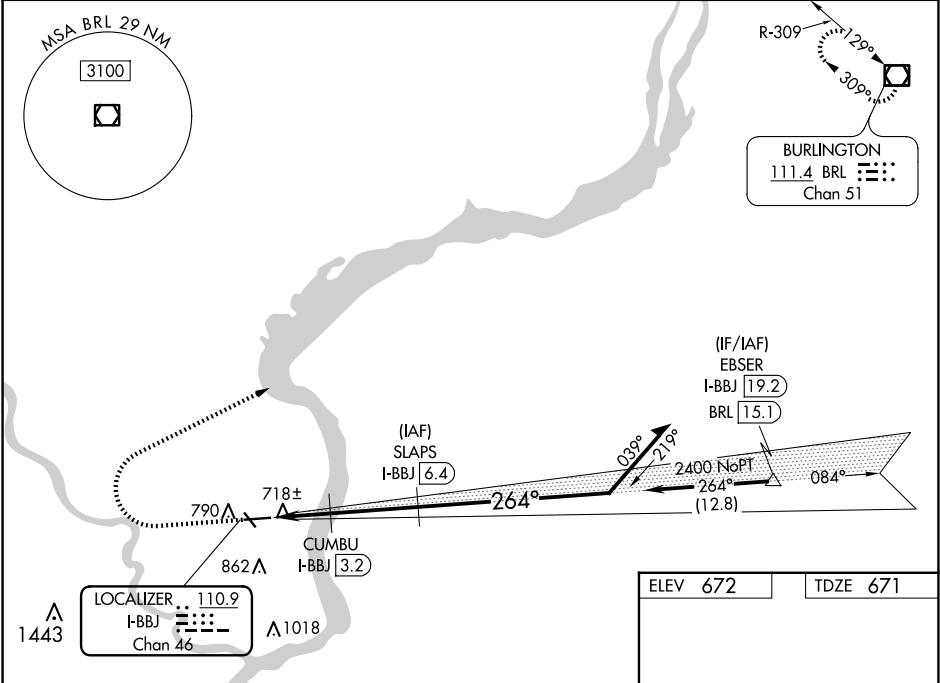 MSA BRL 29 NM
3100
R-309
129°
309°
BURLINGTON
111.4 BRL
Chan 51
(IF/IAF)
EBSER
I-BBJ 19.2
BRL 15.1
(IAF)
SLAPS
I-BBJ 6.4
039°
219°
2400 NoPT
264°
264°
084°
(12.8)
790
718±
CUMBU
I-BBJ 3.2
862
LOCALIZER 110.9
I-BBJ
Chan 46
1443
1018
ELEV 672
TDZE 671